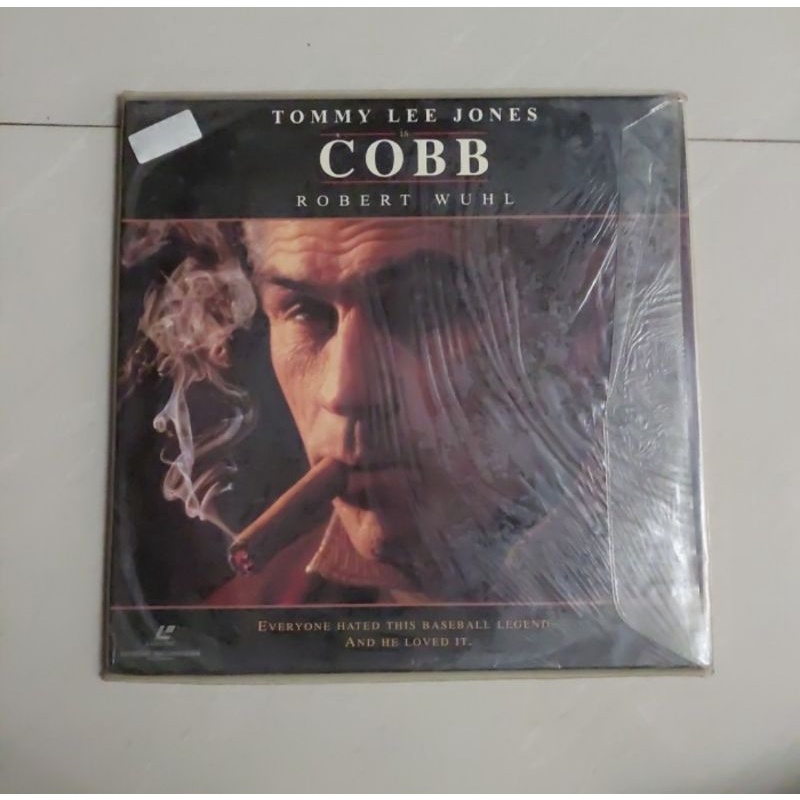 TOMMY LEE JONES
IS
COBB
ROBERT WUHL
EVERYONE HATED THIS BASEBALL LEGEND
AND HE LOVED IT.